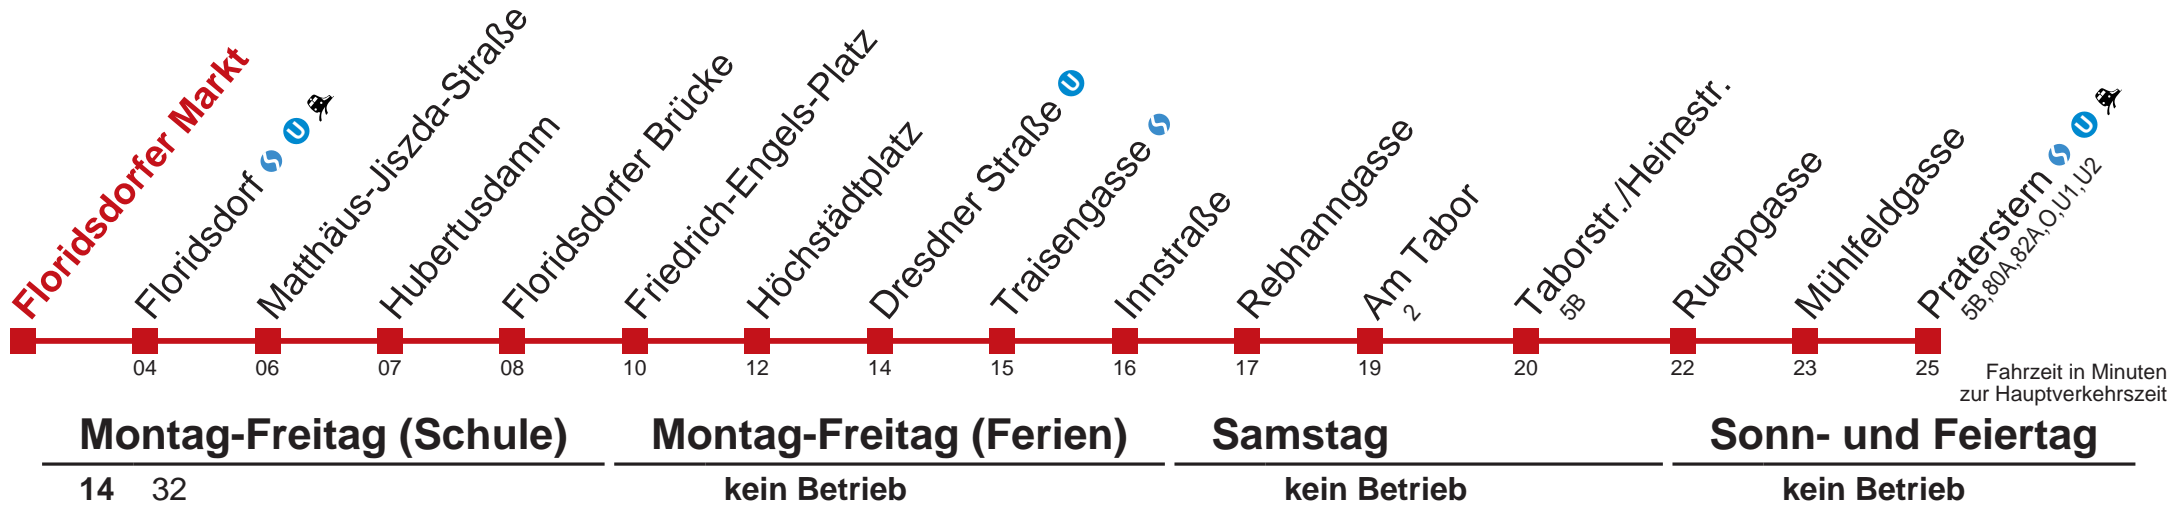 Floridsdorfer Markt
Floridsdorf S U
Matthäus-Jiszda-Straße
Hubertusdamm
Floridsdorfer Brücke
Friedrich-Engels-Platz
Höchstädtplatz
Dresdner Straße U
Traisengasse S
Innstraße
Rebhanngasse
Am Tabor
2
Taborstr./Heinestr.
5B
Rueppgasse
Mühlfeldgasse
Praterstern S U
5B,80A,82A,O,U1,U2
04 06 07 08 10 12 14 15 16 17 19 20 22 23 25
Fahrzeit in Minuten
zur Hauptverkehrszeit
Montag-Freitag (Schule) Montag-Freitag (Ferien) Samstag Sonn- und Feiertag
14 32 kein Betrieb kein Betrieb kein Betrieb